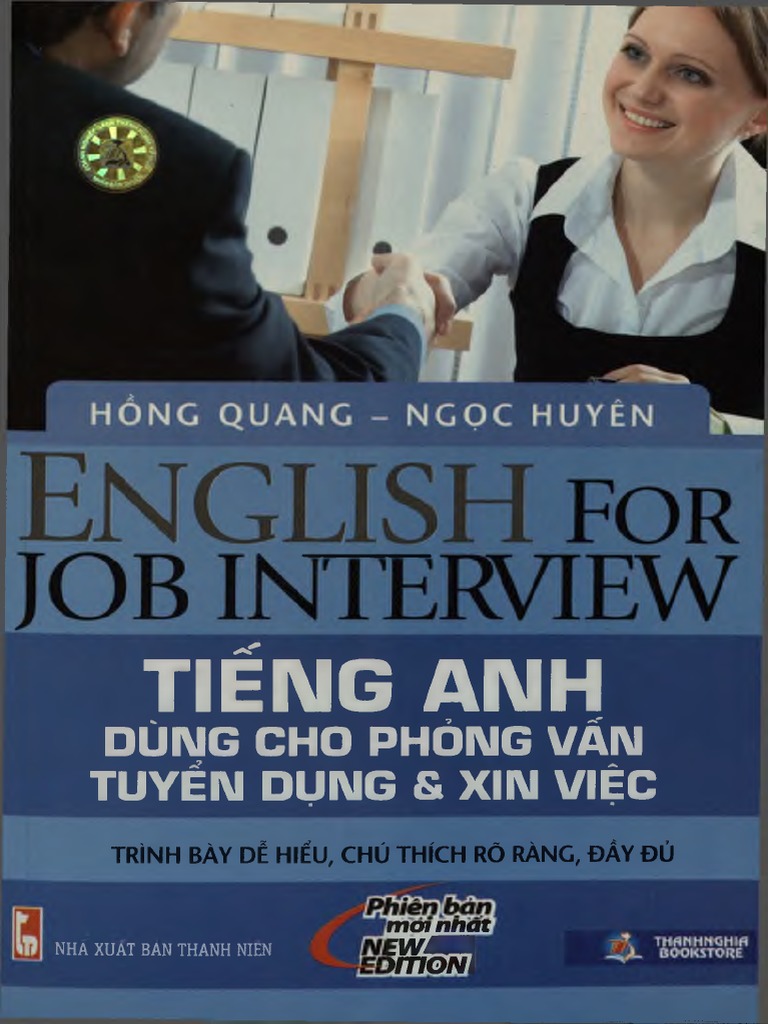 HỒNG QUANG – NGỌC HUYÊN
ENGLISH FOR
JOB INTERVIEW
TIẾNG ANH
DÙNG CHO PHỎNG VẤN
TUYỂN DỤNG & XIN VIỆC
TRÌNH BÀY DỄ HIỂU, CHÚ THÍCH RÕ RÀNG, ĐẦY ĐỦ
Phiên bản
mới nhất
NEW
EDITION
NHÀ XUẤT BẢN THANH NIÊN
THANHNGHIA
BOOKSTORE